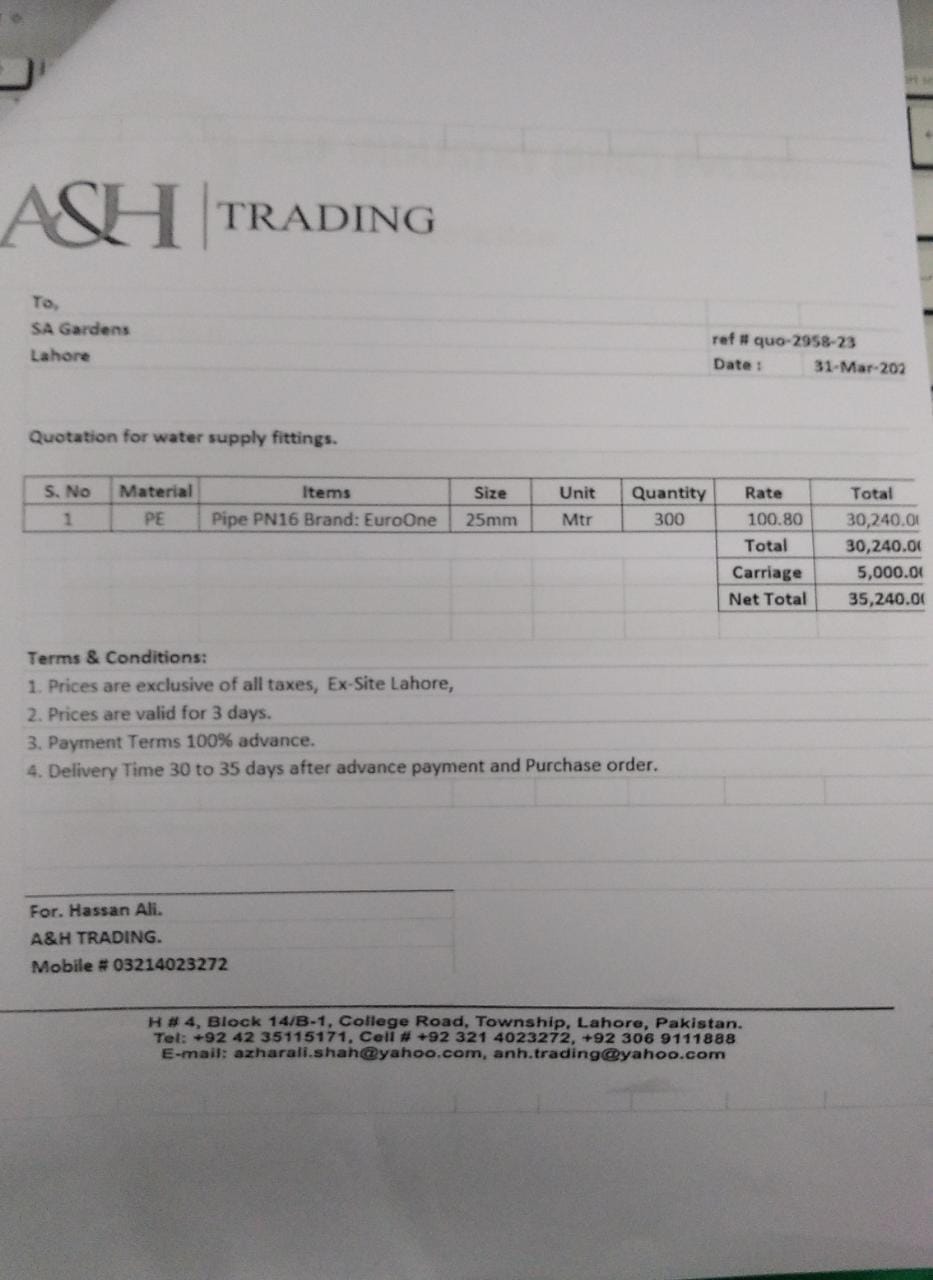 A&H | TRADING
To,
SA Gardens
Lahore
ref # quo-2958-23
Date : 31-Mar-202
Quotation for water supply fittings.
S. No Material Items Size Unit Quantity Rate Total
1 PE Pipe PN16 Brand: EuroOne 25mm Mtr 300 100.80 30,240.0
Total 30,240.0
Carriage 5,000.0
Net Total 35,240.0
Terms & Conditions:
1. Prices are exclusive of all taxes, Ex-Site Lahore,
2. Prices are valid for 3 days.
3. Payment Terms 100% advance.
4. Delivery Time 30 to 35 days after advance payment and Purchase order.
For. Hassan Ali.
A&H TRADING.
Mobile # 03214023272
H # 4, Block 14/B-1, College Road, Township, Lahore, Pakistan.
Tel: +92 42 35115171, Cell # +92 321 4023272, +92 306 9111888
E-mail: azharali.shah@yahoo.com, anh.trading@yahoo.com